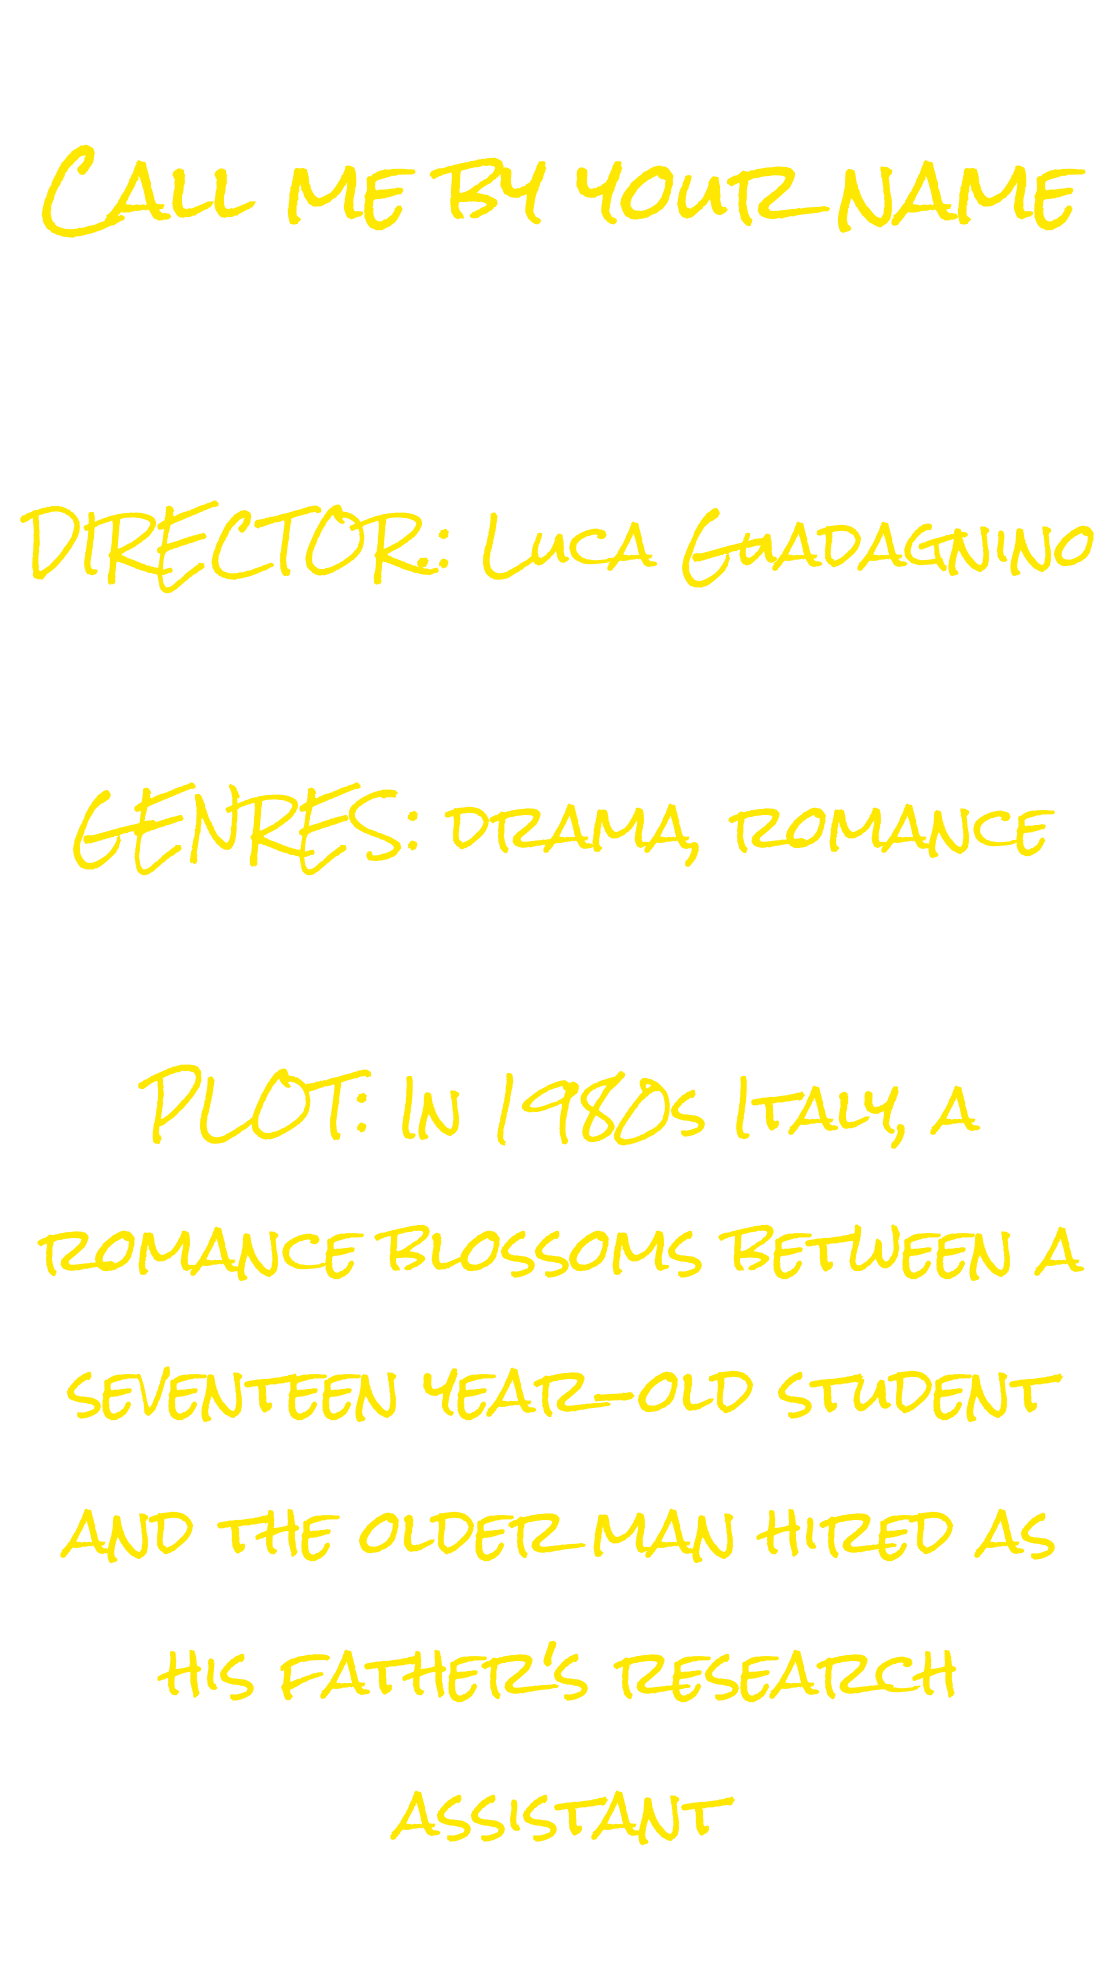 Call me by your name
DIRECTOR.: Luca Guadagnino
GENRES: drama, romance
PLOT: In 1980s Italy, a
romance blossoms between a
seventeen year-old student
and the older man hired as
his father's research
assistant